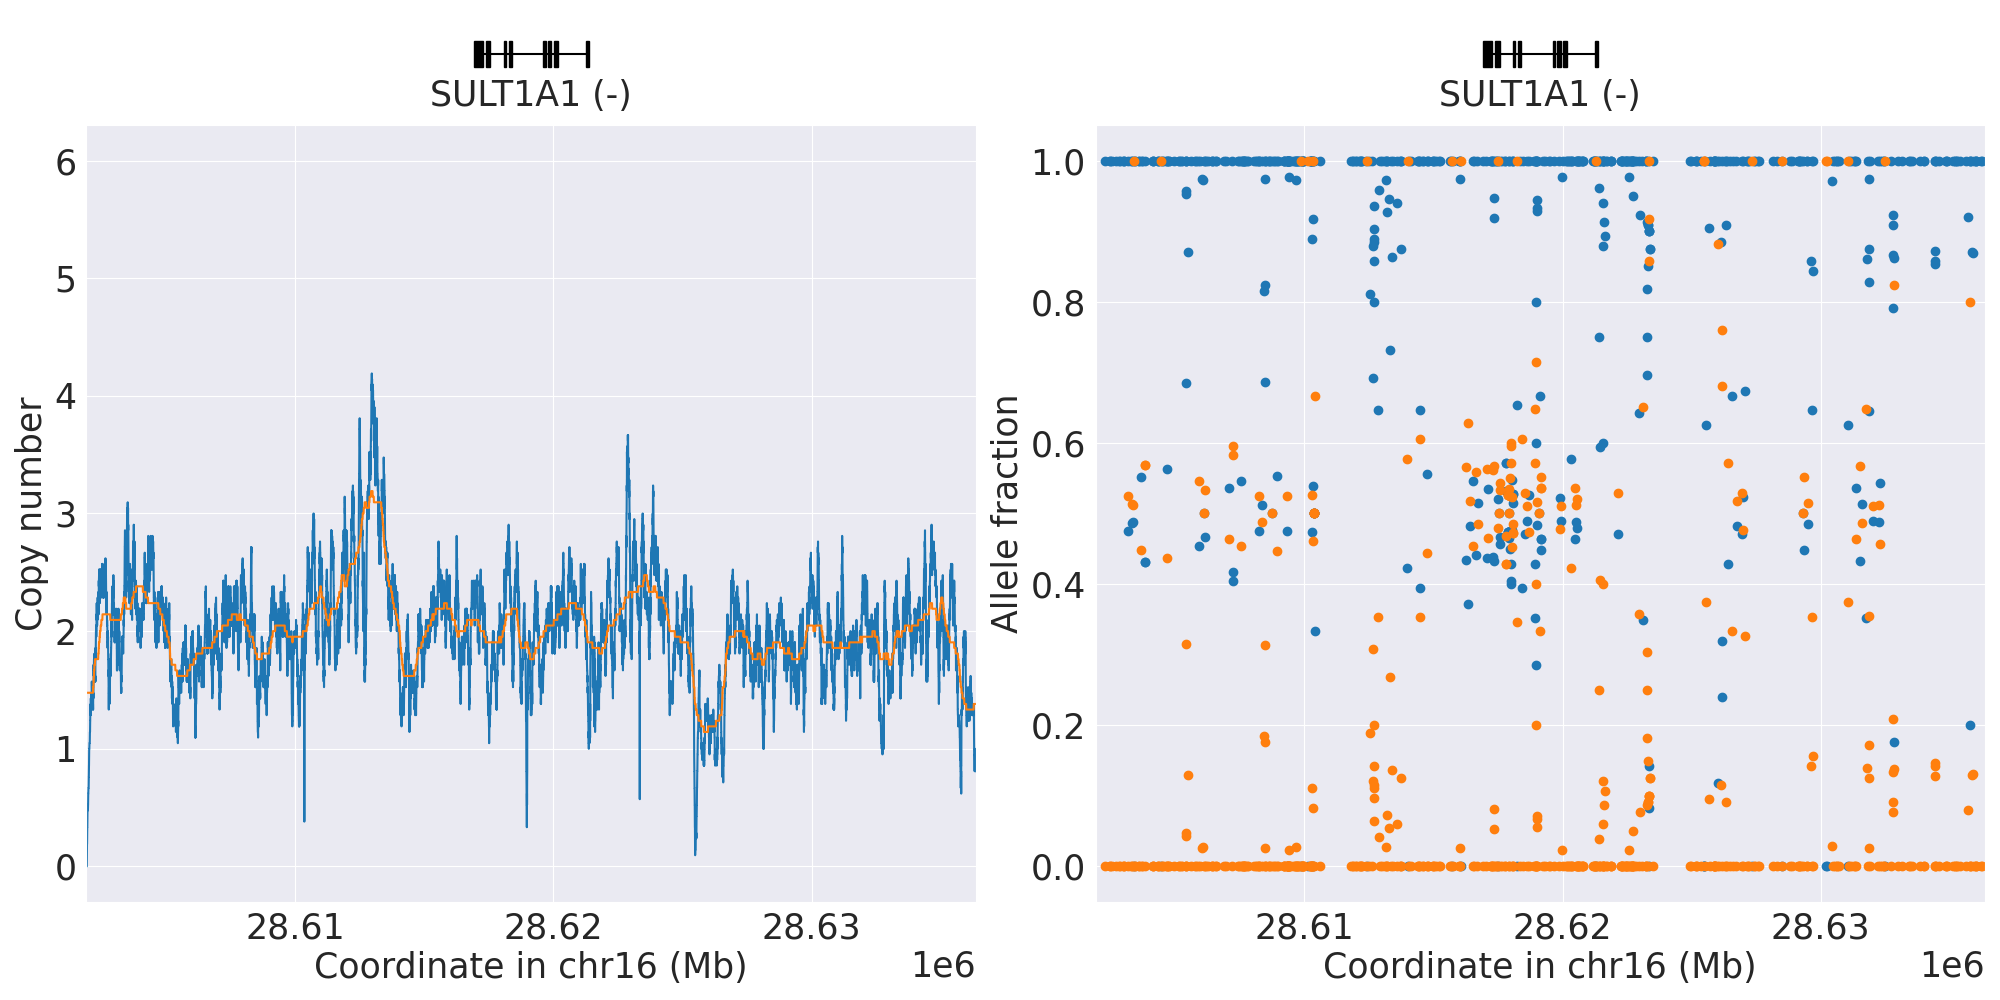 SULT1A1 (-)
6
5
4
3
2
1
0
Copy number
28.61
28.62
28.63
Coordinate in chr16 (Mb)
1e6
SULT1A1 (-)
1.0
0.8
0.6
0.4
0.2
0.0
Allele fraction
28.61
28.62
28.63
Coordinate in chr16 (Mb)
1e6